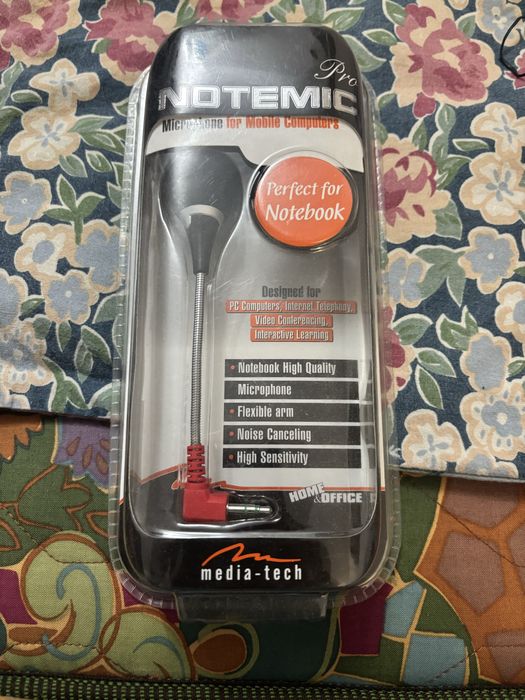 Pro
NOTEMIC
Microphone for Mobile Computers
Perfect for
Notebook
Designed for
PC Computers, Internet Telephony,
Video Conferencing,
Interactive Learning
• Notebook High Quality
Microphone
• Flexible arm
• Noise Canceling
• High Sensitivity
HOME
& OFFICE
media-tech